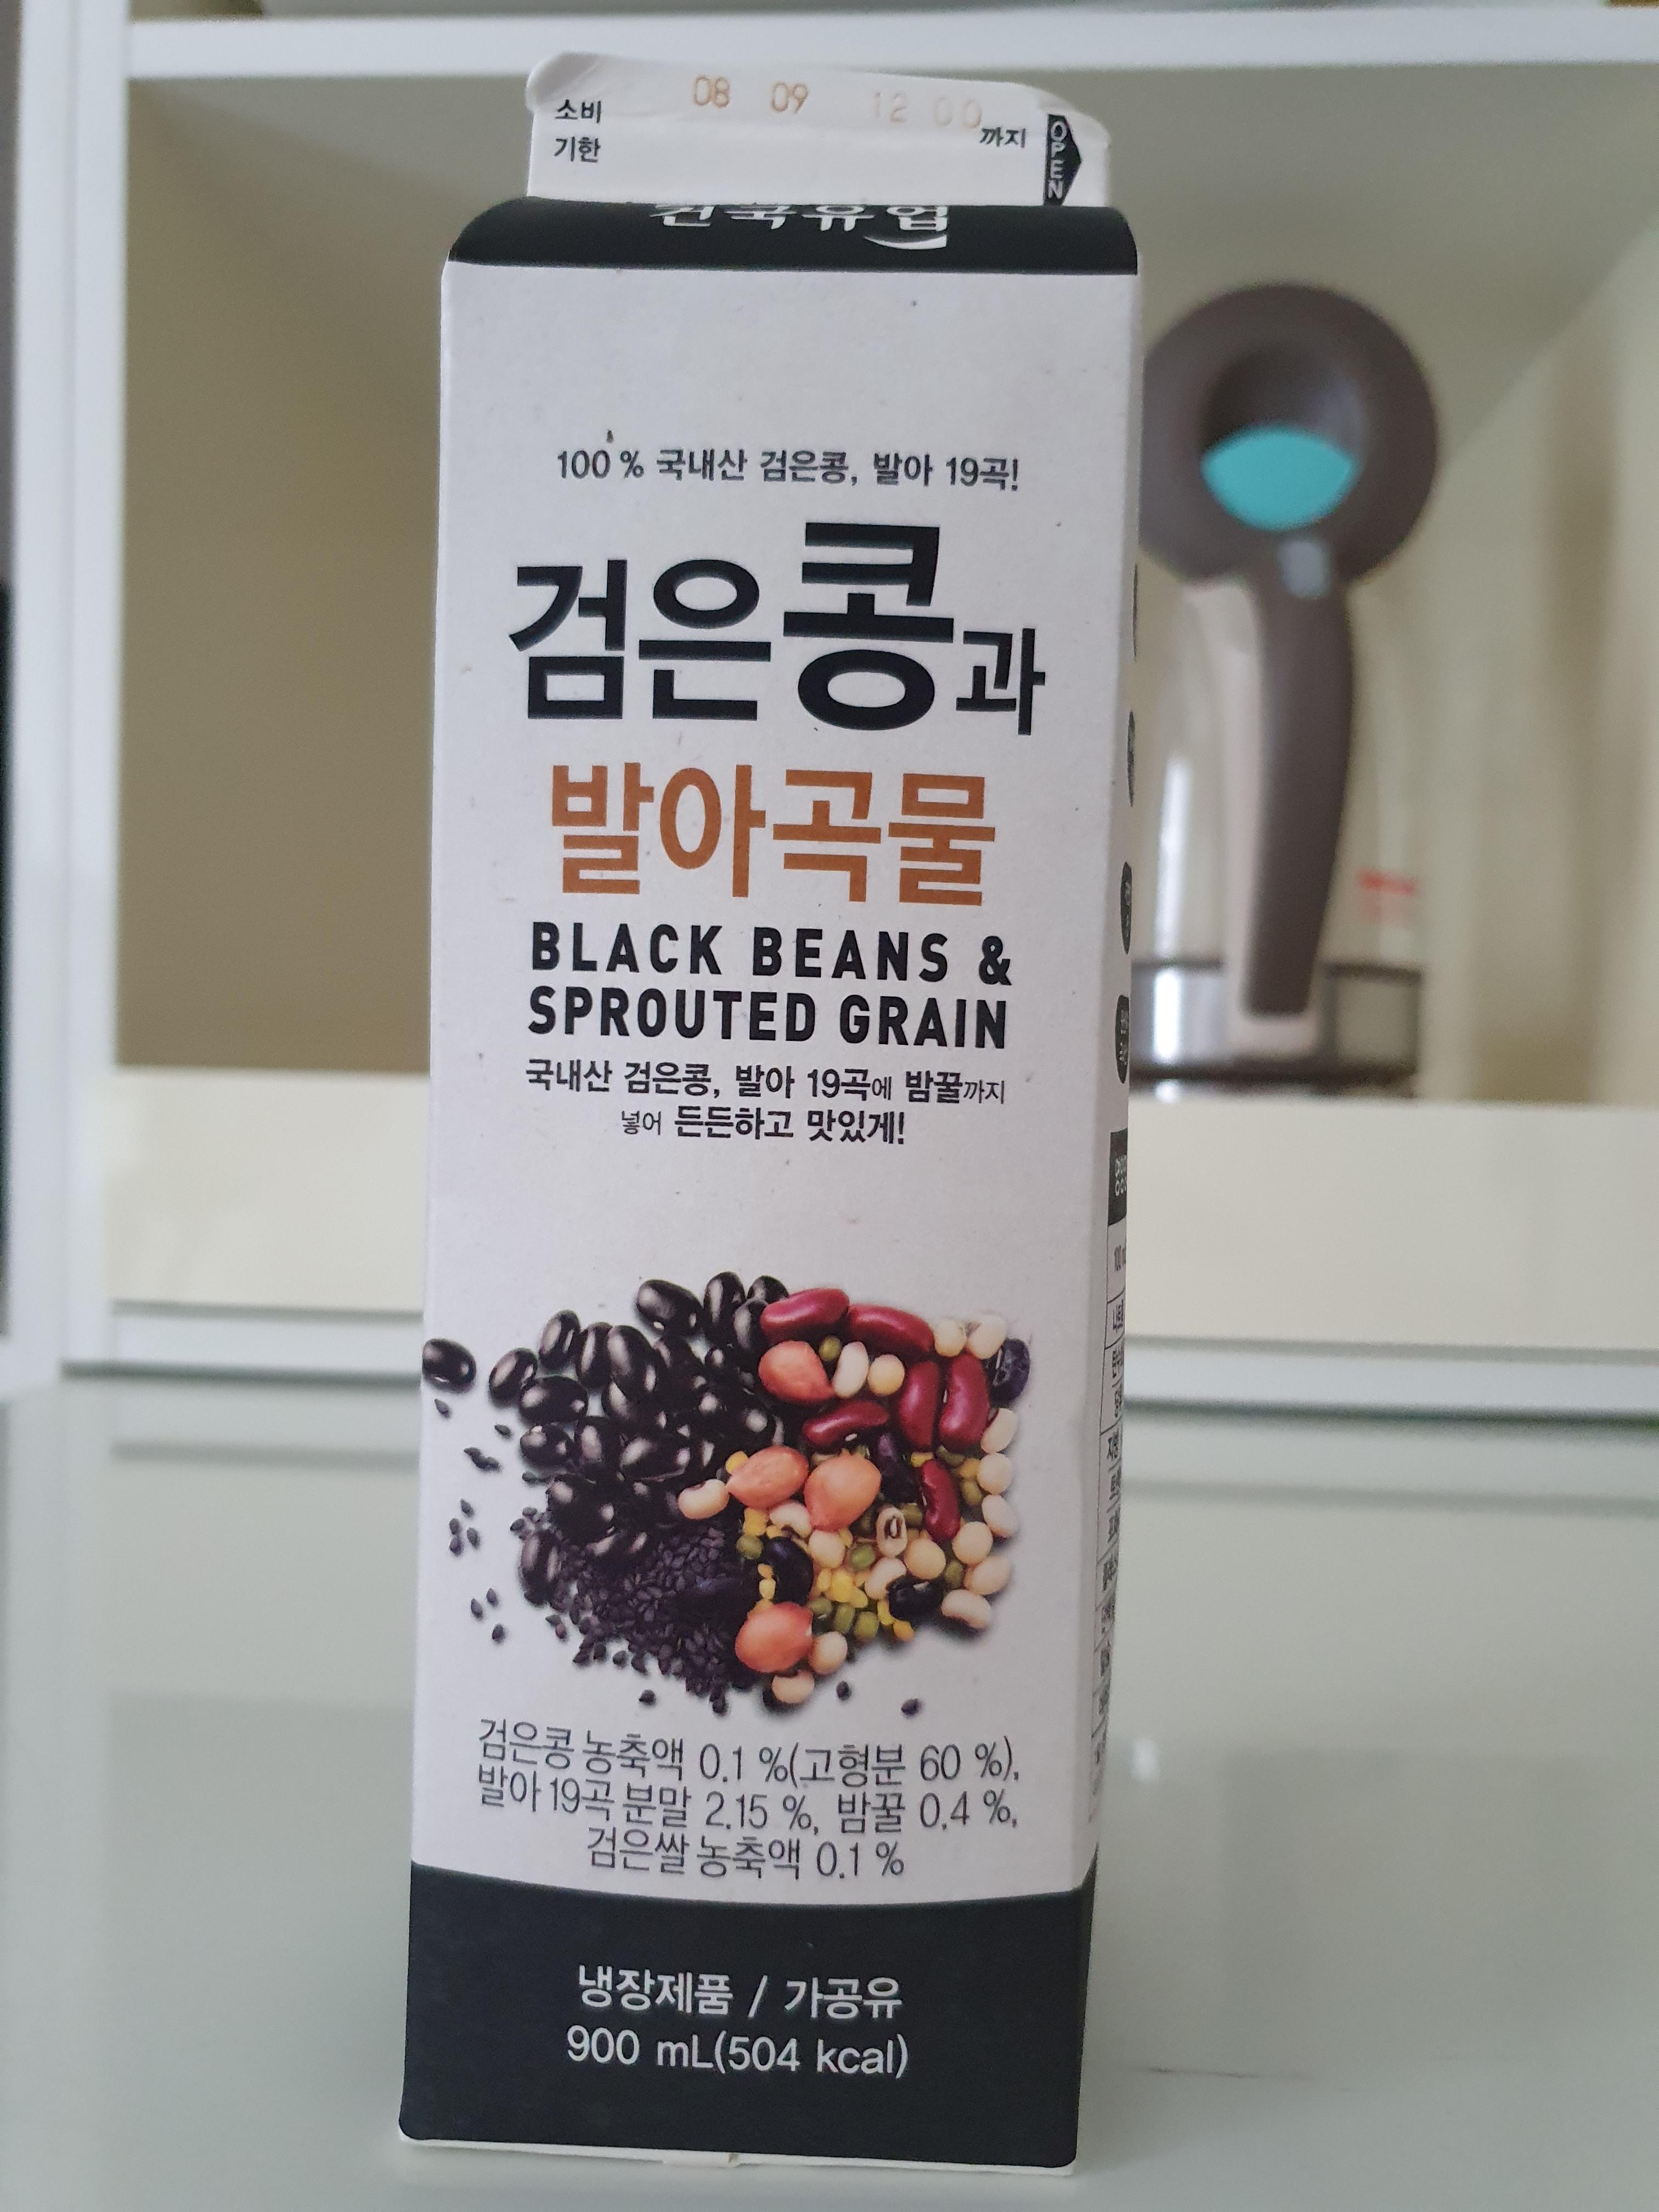 소비 08 09 12 00 까지
기한
OPEN
건국유업
100 % 국내산 검은콩, 발아 19곡!
검은콩과
발아곡물
BLACK BEANS &
SPROUTED GRAIN
국내산 검은콩, 발아 19곡에 밤꿀까지
넣어 든든하고 맛있게!
검은콩 농축액 0.1 %(고형분 60 %),
발아 19곡 분말 2.15 %, 밤꿀 0.4 %,
검은쌀 농축액 0.1 %
냉장제품 / 가공유
900 mL(504 kcal)